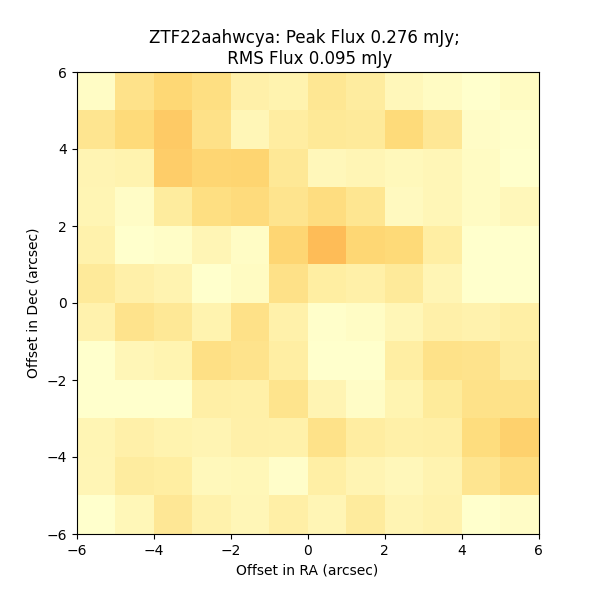 ZTF22aahwcya: Peak Flux 0.276 mJy;
RMS Flux 0.095 mJy
6
4
2
0
−2
−4
−6
Offset in Dec (arcsec)
−6 −4 −2 0 2 4 6
Offset in RA (arcsec)